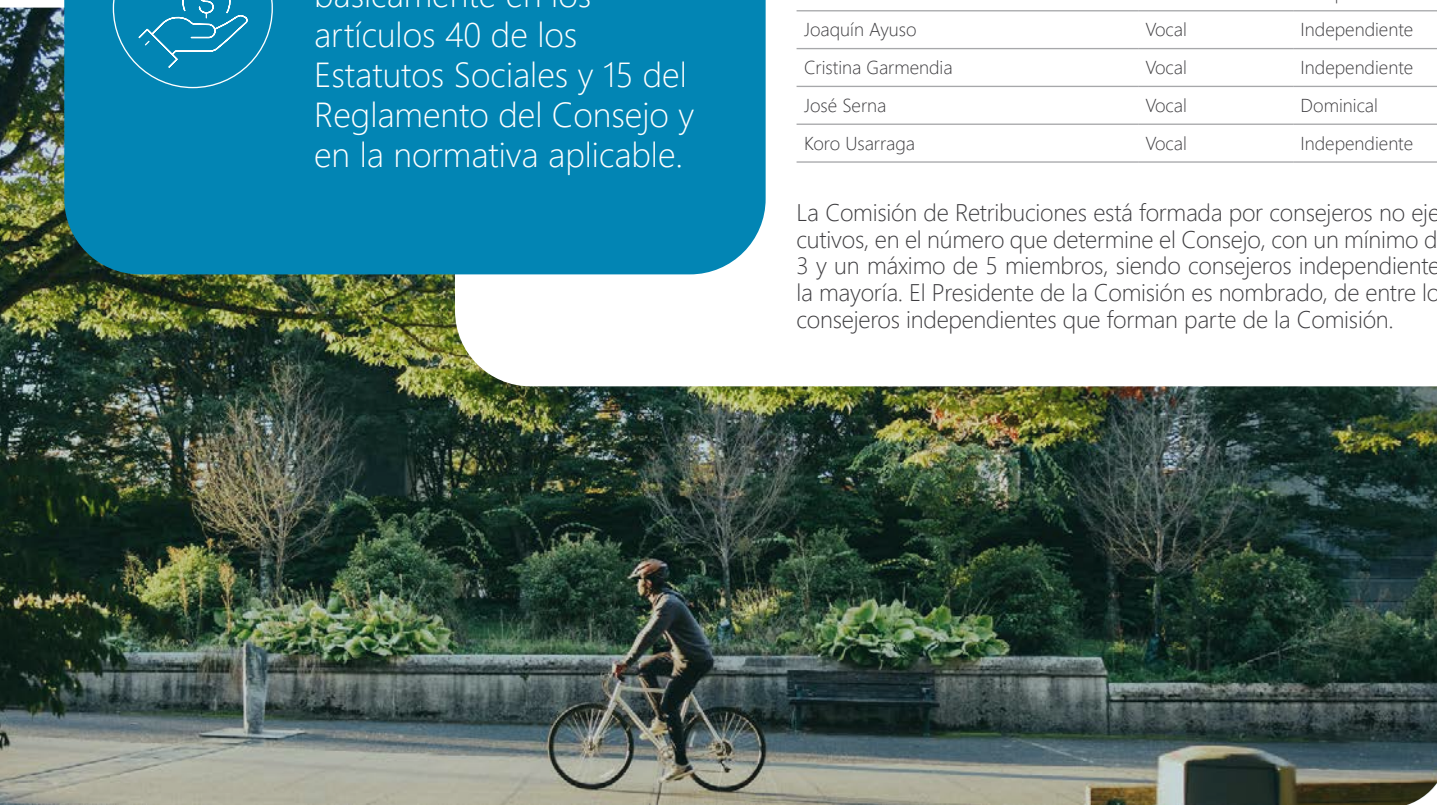 básicamente en los
artículos 40 de los
Estatutos Sociales y 15 del
Reglamento del Consejo y
en la normativa aplicable.
Joaquín Ayuso Vocal Independiente
Cristina Garmendia Vocal Independiente
José Serna Vocal Dominical
Koro Usarraga Vocal Independiente
La Comisión de Retribuciones está formada por consejeros no eje
cutivos, en el número que determine el Consejo, con un mínimo d
3 y un máximo de 5 miembros, siendo consejeros independiente
la mayoría. El Presidente de la Comisión es nombrado, de entre lo
consejeros independientes que forman parte de la Comisión.